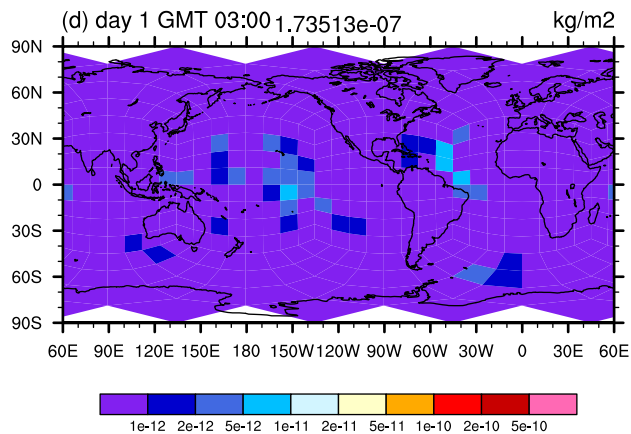 (d) day 1 GMT 03:00 1.73513e-07 kg/m2
90N
60N
30N
0
30S
60S
90S
60E 90E 120E 150E 180 150W 120W 90W 60W 30W 0 30E 60E
1e-12 2e-12 5e-12 1e-11 2e-11 5e-11 1e-10 2e-10 5e-10